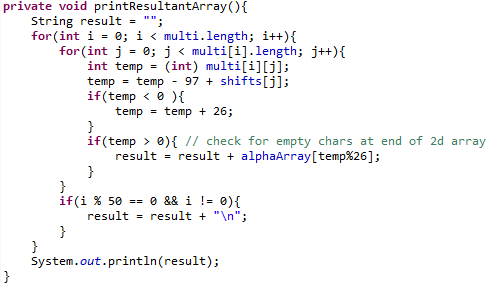 private void printResultantArray(){
    String result = "";
    for(int i = 0; i < multi.length; i++){
        for(int j = 0; j < multi[i].length; j++){
            int temp = (int) multi[i][j];
            temp = temp - 97 + shifts[j];
            if(temp < 0 ){
                temp = temp + 26;
            }
            if(temp > 0){ // check for empty chars at end of 2d array
                result = result + alphaArray[temp%26];
            }
        }
        if(i % 50 == 0 && i != 0){
            result = result + "\n";
        }
    }
    System.out.println(result);
}